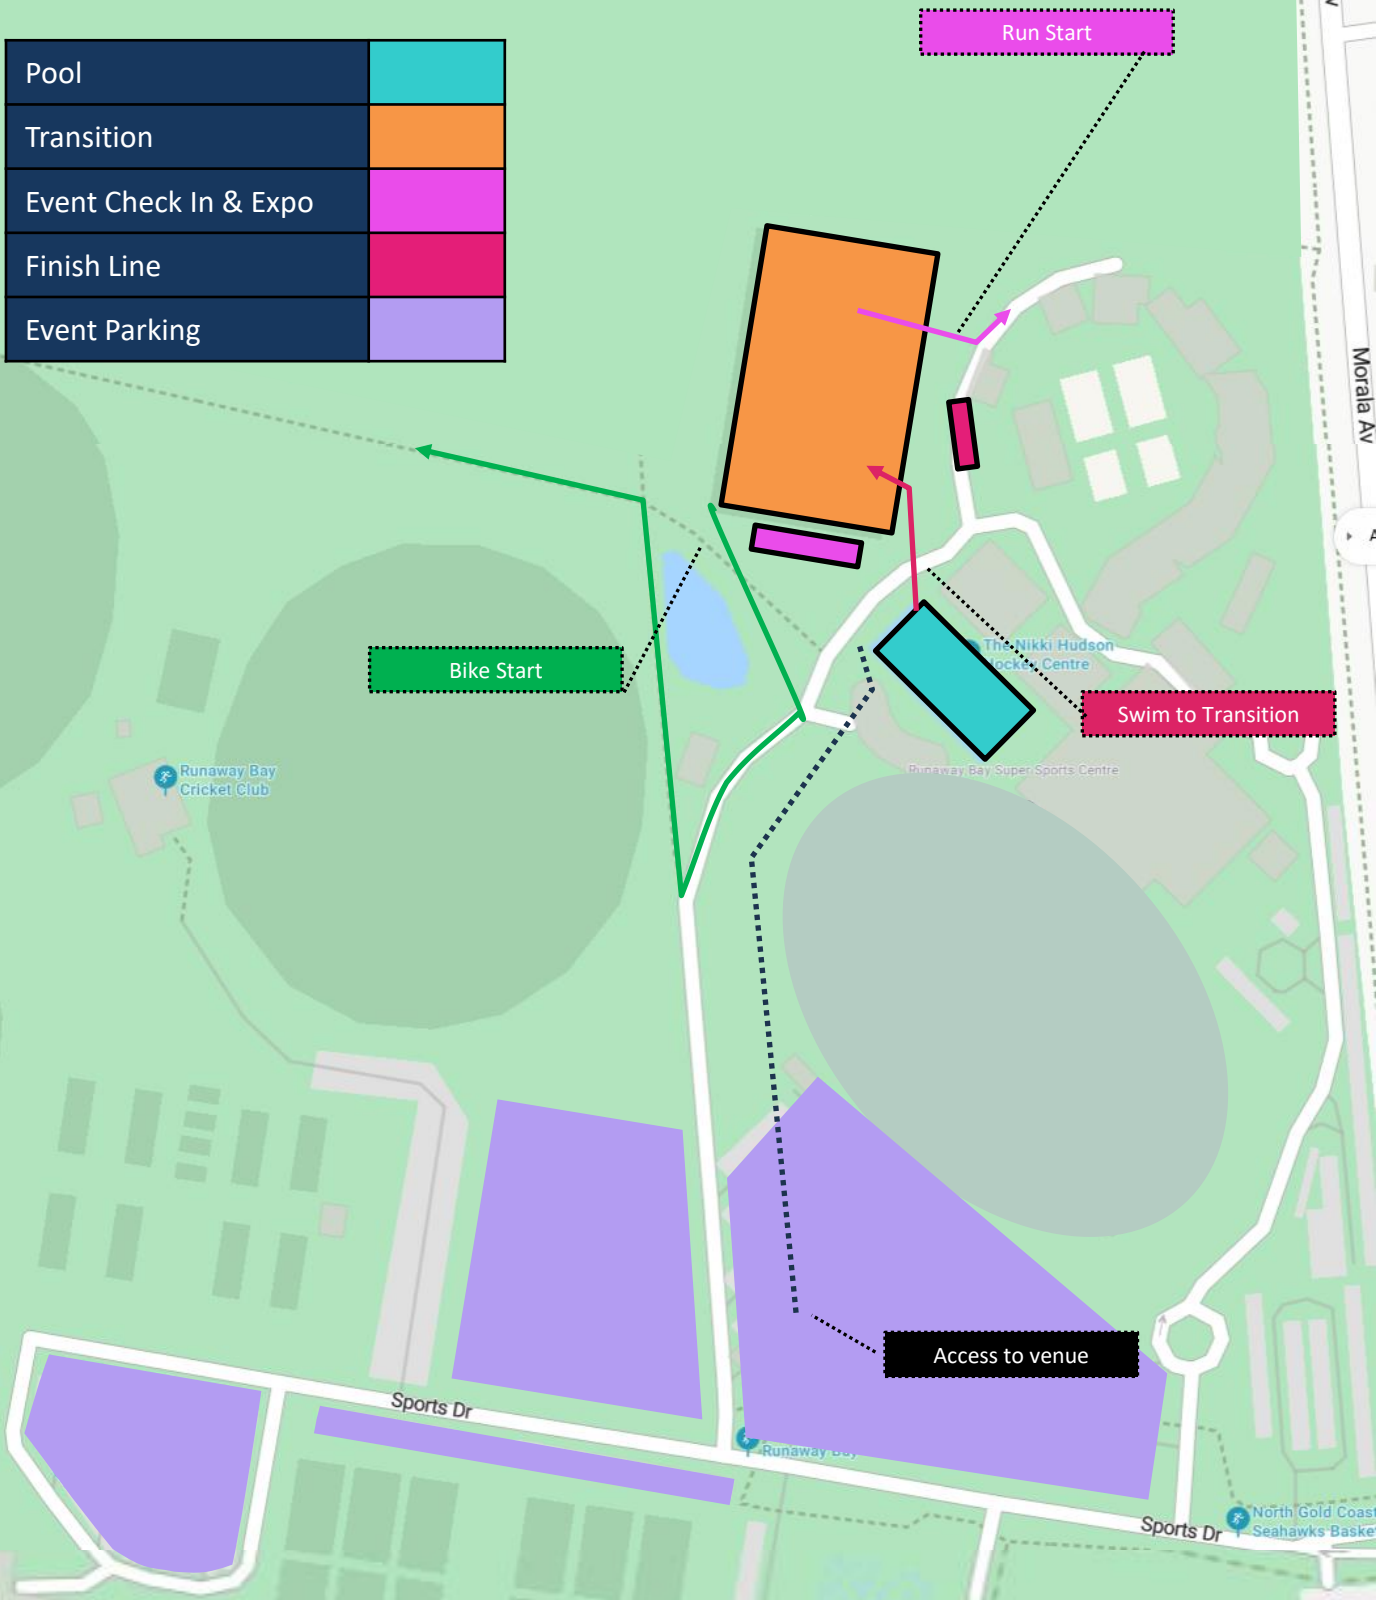 Run Start
Pool
Transition
Event Check In & Expo
Finish Line
Event Parking
Morala Av
Bike Start
The Nikki Hudson
Hockey Centre
Swim to Transition
Runaway Bay Super Sports Centre
Runaway Bay
Cricket Club
Access to venue
Sports Dr
Runaway Bay
North Gold Coast
Seahawks Basket
Sports Dr